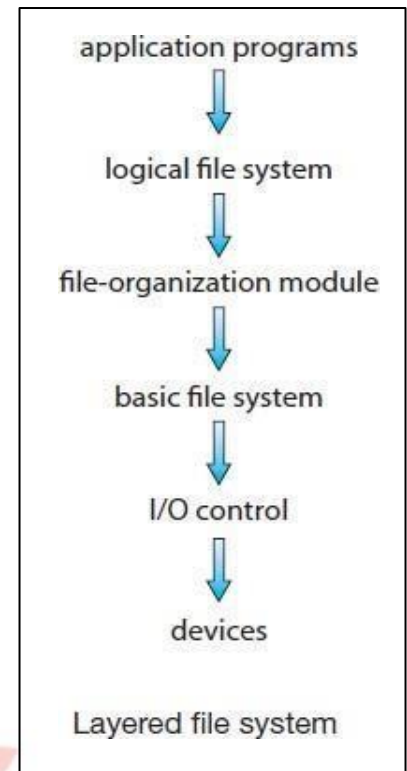 application programs
logical file system
file-organization module
basic file system
I/O control
devices
Layered file system